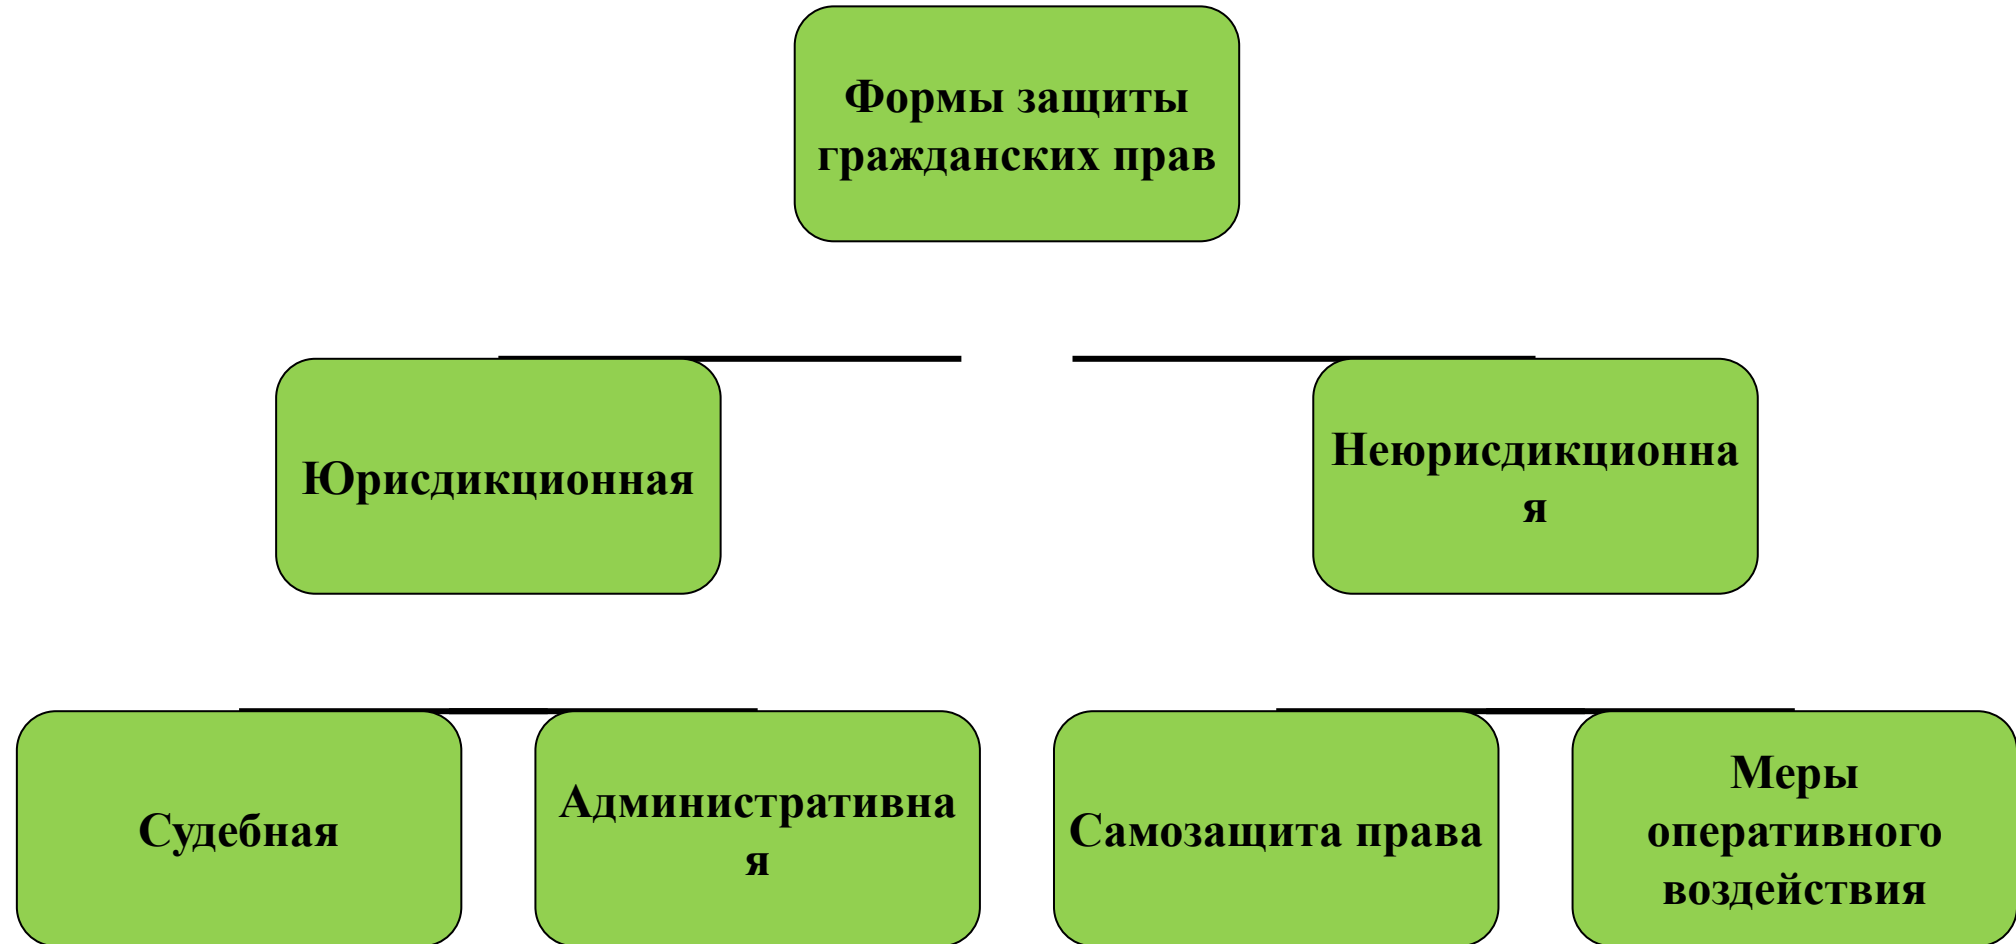 Формы защиты
гражданских прав
Юрисдикционная
Неюрисдикционна
я
Судебная
Административна
я
Самозащита права
Меры
оперативного
воздействия